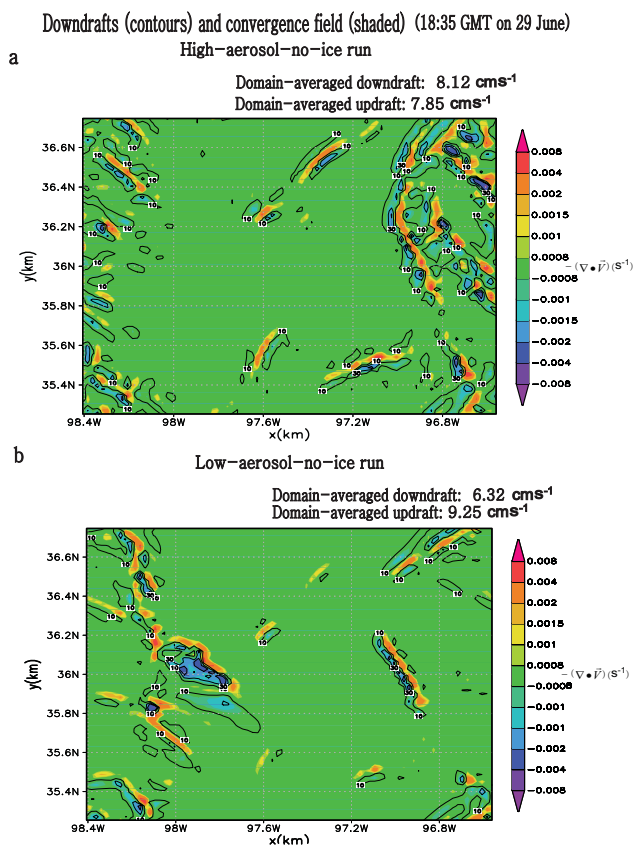 Downdrafts (contours) and convergence field (shaded) (18:35 GMT on 29 June)
High-aerosol-no-ice run
a
Domain-averaged downdraft: 8.12 cms-1
Domain-averaged updraft: 7.85 cms-1
36.6N
36.4N
36.2N
36N
35.8N
35.6N
35.4N
y(km)
98.4W 98W 97.6W 97.2W 96.8W
x(km)
0.008
0.004
0.002
0.0015
0.001
0.0008
-0.0008
-0.001
-0.0015
-0.002
-0.004
-0.008
-(∇•V⃗)(s-1)
b
Low-aerosol-no-ice run
Domain-averaged downdraft: 6.32 cms-1
Domain-averaged updraft: 9.25 cms-1
36.6N
36.4N
36.2N
36N
35.8N
35.6N
35.4N
y(km)
98.4W 98W 97.6W 97.2W 96.8W
x(km)
0.008
0.004
0.002
0.0015
0.001
0.0008
-0.0008
-0.001
-0.001
-0.002
-0.004
-0.008
-(∇•V⃗)(s-1)